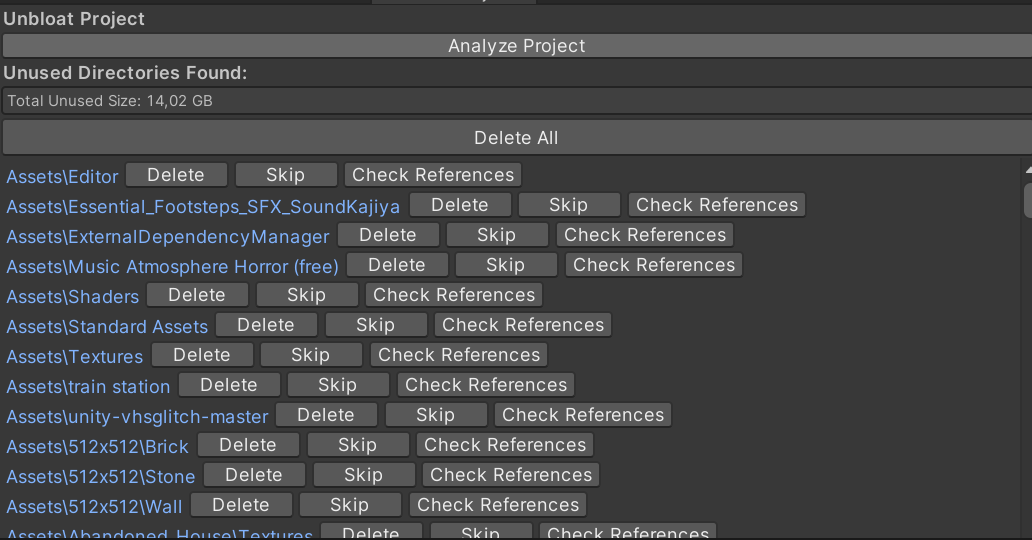 Unbloat Project
Analyze Project
Unused Directories Found:
Total Unused Size: 14,02 GB
Delete All
Assets\Editor Delete Skip Check References
Assets\Essential_Footsteps_SFX_SoundKajiya Delete Skip Check References
Assets\ExternalDependencyManager Delete Skip Check References
Assets\Music Atmosphere Horror (free) Delete Skip Check References
Assets\Shaders Delete Skip Check References
Assets\Standard Assets Delete Skip Check References
Assets\Textures Delete Skip Check References
Assets\train station Delete Skip Check References
Assets\unity-vhsglitch-master Delete Skip Check References
Assets\512x512\Brick Delete Skip Check References
Assets\512x512\Stone Delete Skip Check References
Assets\512x512\Wall Delete Skip Check References
Assets\Abandoned_House\Textures Delete Skip Check References